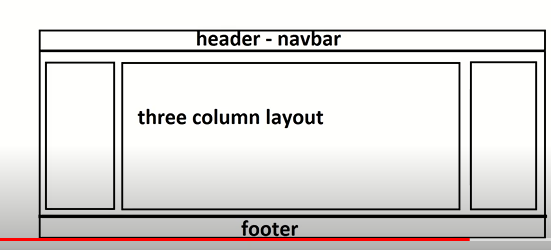 header - navbar
three column layout
footer